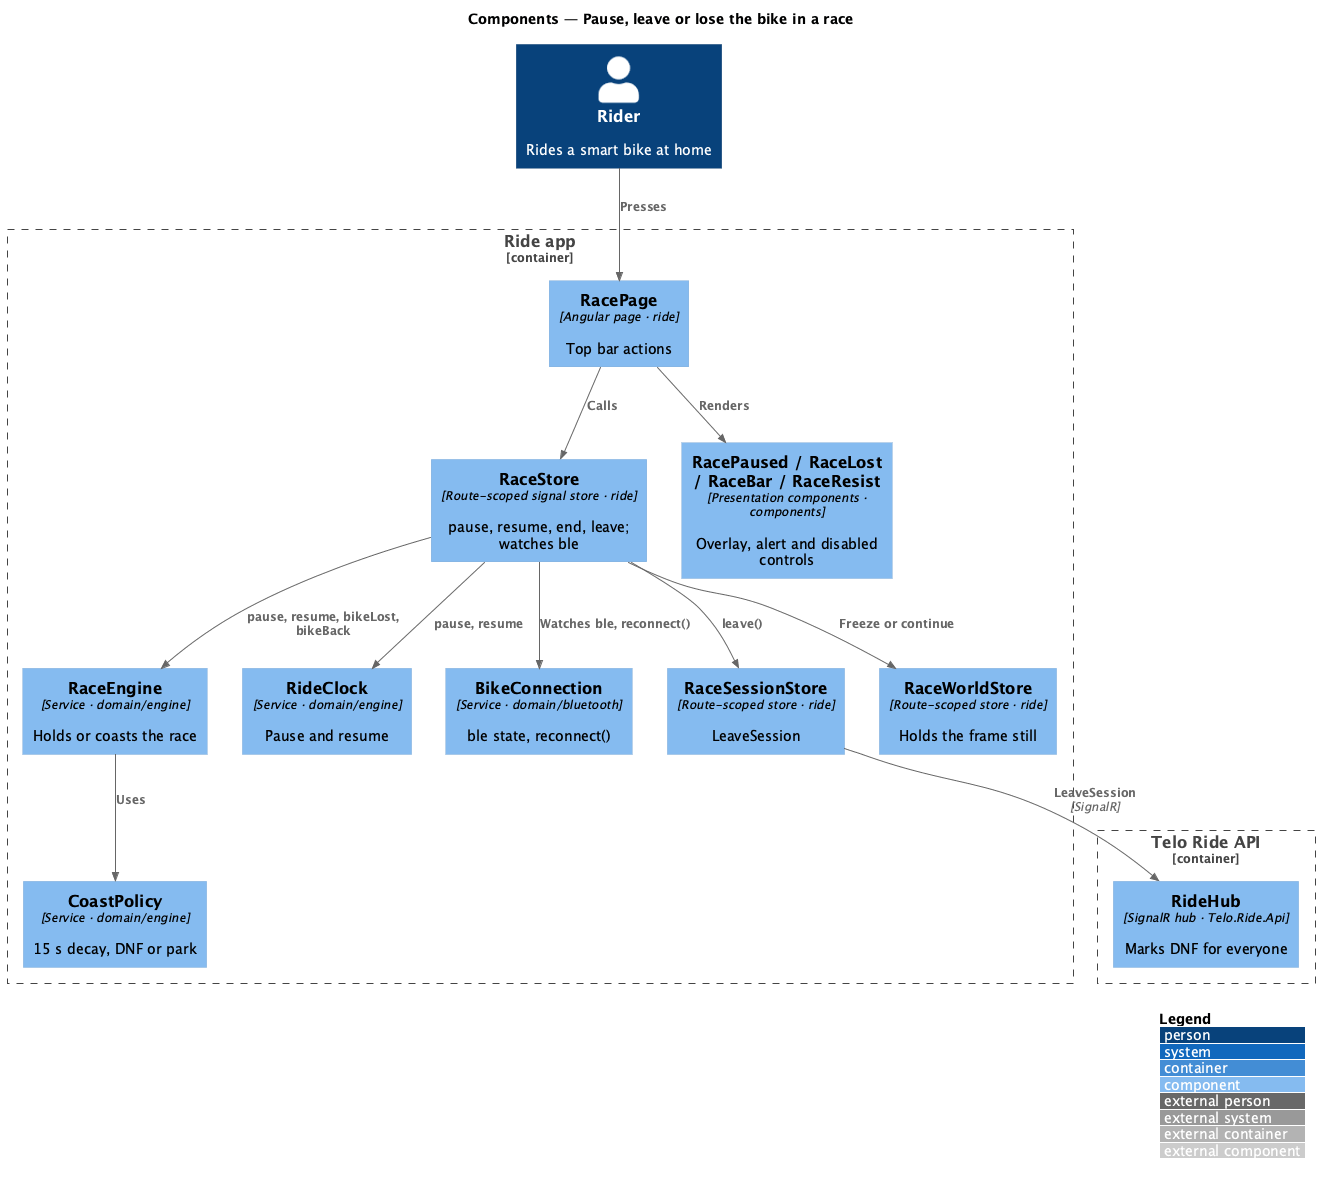 Components — Pause, leave or lose the bike in a race
Rider
Rides a smart bike at home
Presses
Ride app
[container]
RacePage
[Angular page · ride]
Top bar actions
Calls
Renders
RaceStore
[Route-scoped signal store · ride]
pause, resume, end, leave;
watches ble
RacePaused / RaceLost
/ RaceBar / RaceResist
[Presentation components ·
components]
Overlay, alert and disabled
controls
pause, resume, bikeLost,
bikeBack
pause, resume
Watches ble, reconnect()
leave()
Freeze or continue
RaceEngine
[Service · domain/engine]
Holds or coasts the race
RideClock
[Service · domain/engine]
Pause and resume
BikeConnection
[Service · domain/bluetooth]
ble state, reconnect()
RaceSessionStore
[Route-scoped store · ride]
LeaveSession
RaceWorldStore
[Route-scoped store · ride]
Holds the frame still
Uses
LeaveSession
[SignalR]
Telo Ride API
[container]
CoastPolicy
[Service · domain/engine]
15 s decay, DNF or park
RideHub
[SignalR hub · Telo.Ride.Api]
Marks DNF for everyone
Legend
person
system
container
component
external person
external system
external container
external component